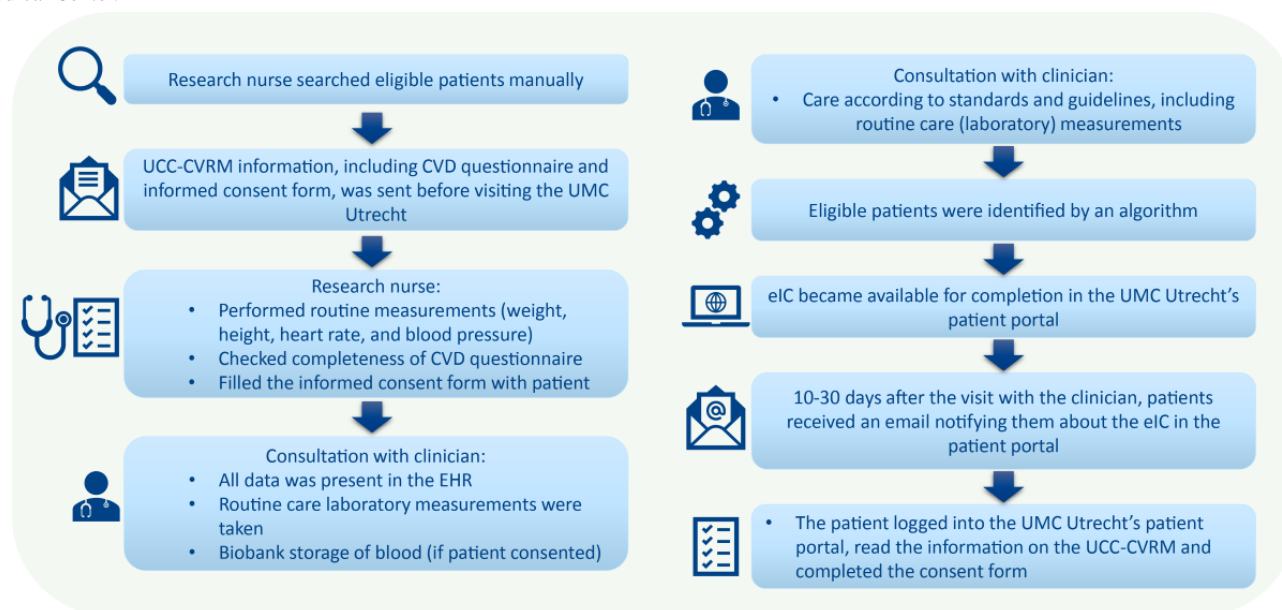 Research nurse searched eligible patients manually
UCC-CVRM information, including CVD questionnaire and
informed consent form, was sent before visiting the UMC
Utrecht
Research nurse:
• Performed routine measurements (weight,
height, heart rate, and blood pressure)
• Checked completeness of CVD questionnaire
• Filled the informed consent form with patient
Consultation with clinician:
• All data was present in the EHR
• Routine care laboratory measurements were
taken
• Biobank storage of blood (if patient consented)
Consultation with clinician:
• Care according to standards and guidelines, including
routine care (laboratory) measurements
Eligible patients were identified by an algorithm
eIC became available for completion in the UMC Utrecht's
patient portal
10-30 days after the visit with the clinician, patients
received an email notifying them about the eIC in the
patient portal
• The patient logged into the UMC Utrecht's patient
portal, read the information on the UCC-CVRM and
completed the consent form